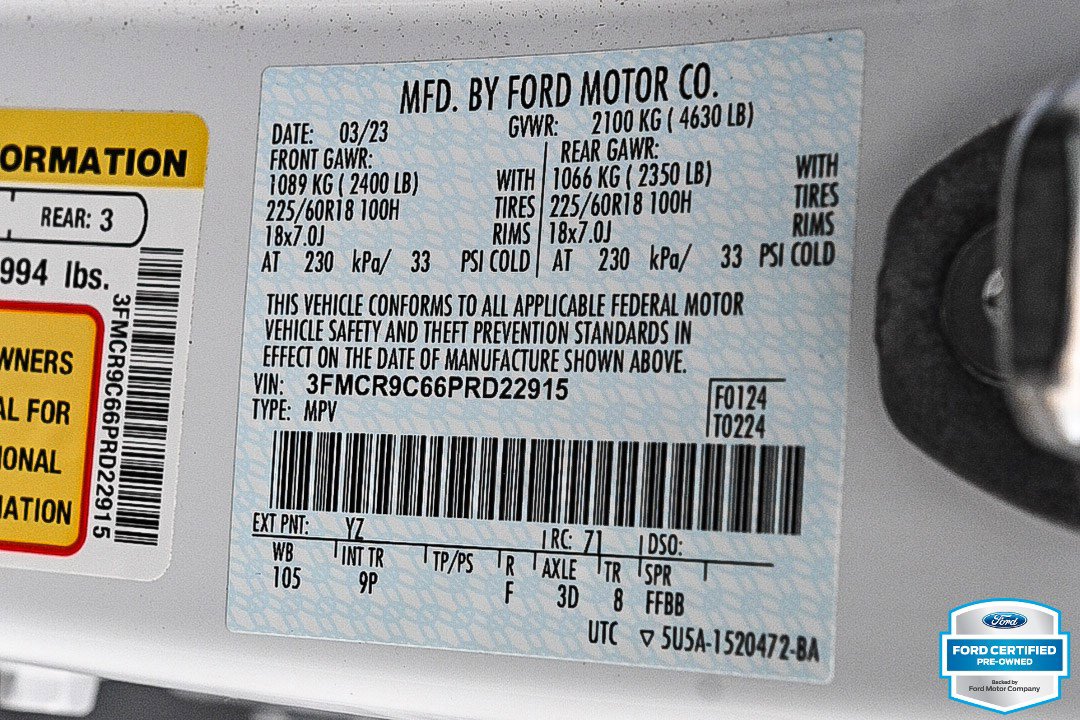 ORMATION
REAR: 3
994 lbs.
3FMCR9C66PRD22915
WNERS
AL FOR
IONAL
MATION
MFD. BY FORD MOTOR CO.
DATE: 03/23 GVWR: 2100 KG ( 4630 LB)
FRONT GAWR: REAR GAWR:
1089 KG ( 2400 LB) WITH 1066 KG ( 2350 LB) WITH
225/60R18 100H TIRES 225/60R18 100H TIRES
18x7.0J RIMS 18x7.0J RIMS
AT 230 kPa/ 33 PSI COLD AT 230 kPa/ 33 PSI COLD
THIS VEHICLE CONFORMS TO ALL APPLICABLE FEDERAL MOTOR
VEHICLE SAFETY AND THEFT PREVENTION STANDARDS IN
EFFECT ON THE DATE OF MANUFACTURE SHOWN ABOVE.
VIN: 3FMCR9C66PRD22915
TYPE: MPV
F0124
T0224
EXT PNT: YZ RC: 71 DSO:
WB INT TR TP/PS R AXLE TR SPR
105 9P F 3D 8 FFBB
UTC ▽ 5U5A-1520472-BA
Ford
FORD CERTIFIED
PRE-OWNED
Backed by
Ford Motor Company